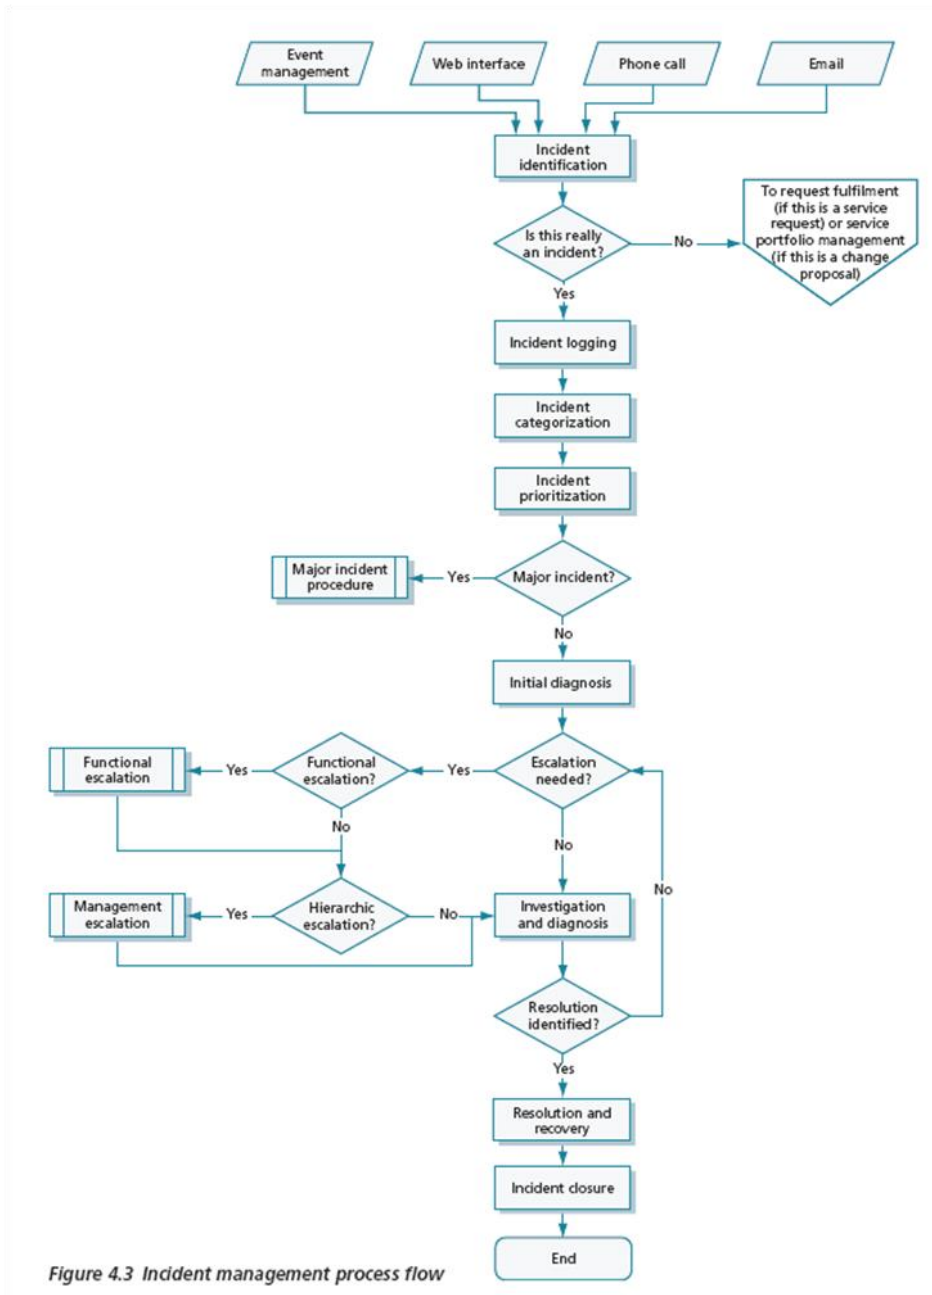 Event
management
Web interface
Phone call
Email
Incident
identification
Is this really
an incident?
No
To request fulfilment
(if this is a service
request) or service
portfolio management
(if this is a change
proposal)
Yes
Incident logging
Incident
categorization
Incident
prioritization
Major incident
procedure
Yes
Major incident?
No
Initial diagnosis
Functional
escalation
Yes
Functional
escalation?
Yes
Escalation
needed?
No
No
No
Management
escalation
Yes
Hierarchic
escalation?
No
Investigation
and diagnosis
Resolution
identified?
Yes
Resolution and
recovery
Incident closure
End
Figure 4.3 Incident management process flow